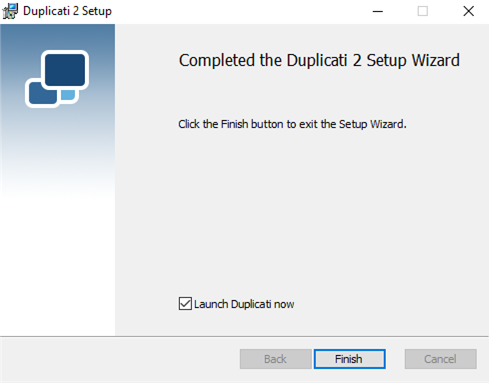 Duplicati 2 Setup
Completed the Duplicati 2 Setup Wizard
Click the Finish button to exit the Setup Wizard.
Launch Duplicati now
Back Finish Cancel